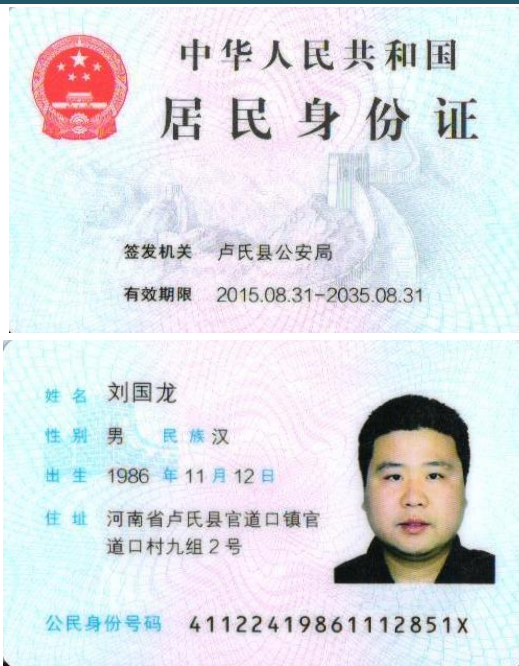 中华人民共和国
居民身份证
签发机关 卢氏县公安局
有效期限 2015.08.31-2035.08.31
姓名 刘国龙
性别 男 民族 汉
出生 1986 年 11 月 12 日
住址 河南省卢氏县官道口镇官
道口村九组2号
公民身份号码 41122419861112851X